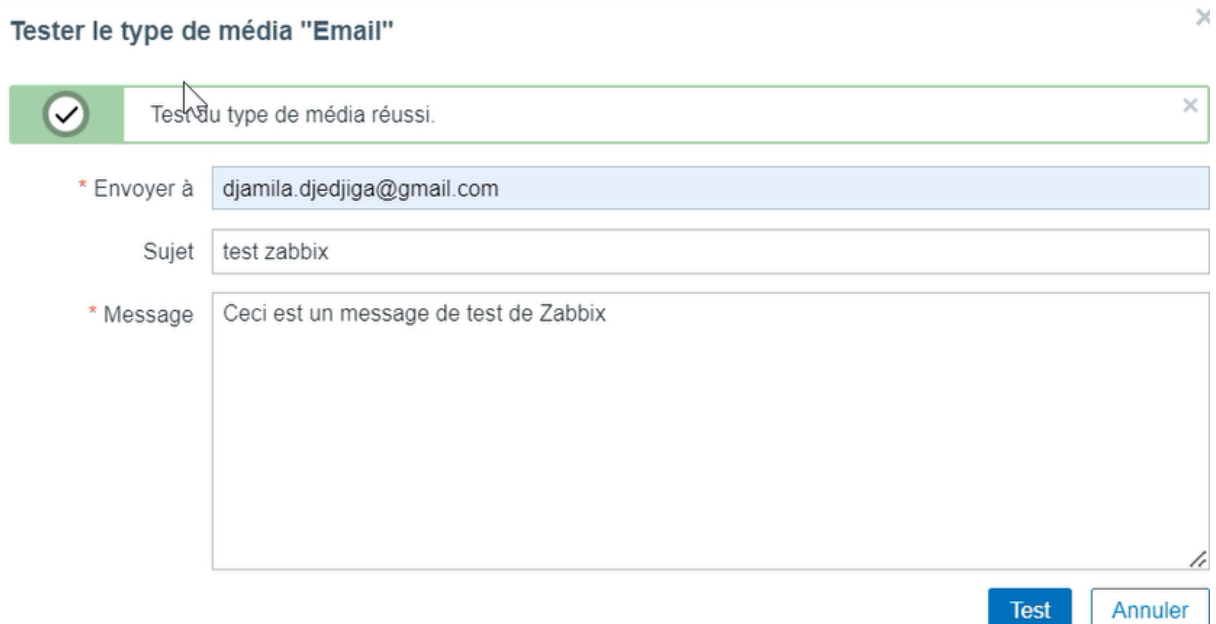 Tester le type de média "Email"
Test du type de média réussi.
* Envoyer à djamila.djedjiga@gmail.com
Sujet test zabbix
* Message Ceci est un message de test de Zabbix
Test Annuler